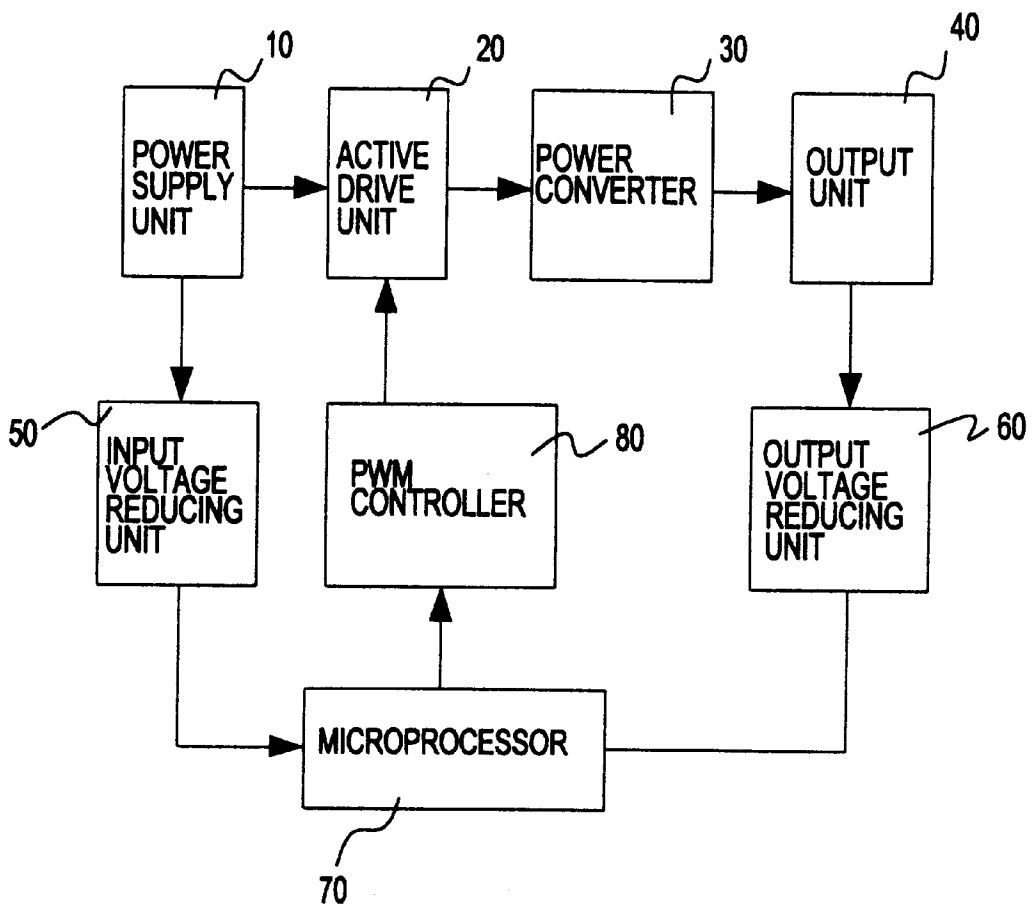 10
20
30
40
POWER
SUPPLY
UNIT
ACTIVE
DRIVE
UNIT
POWER
CONVERTER
OUTPUT
UNIT
50
INPUT
VOLTAGE
REDUCING
UNIT
PWM
CONTROLLER
80
OUTPUT
VOLTAGE
REDUCING
UNIT
60
MICROPROCESSOR
70